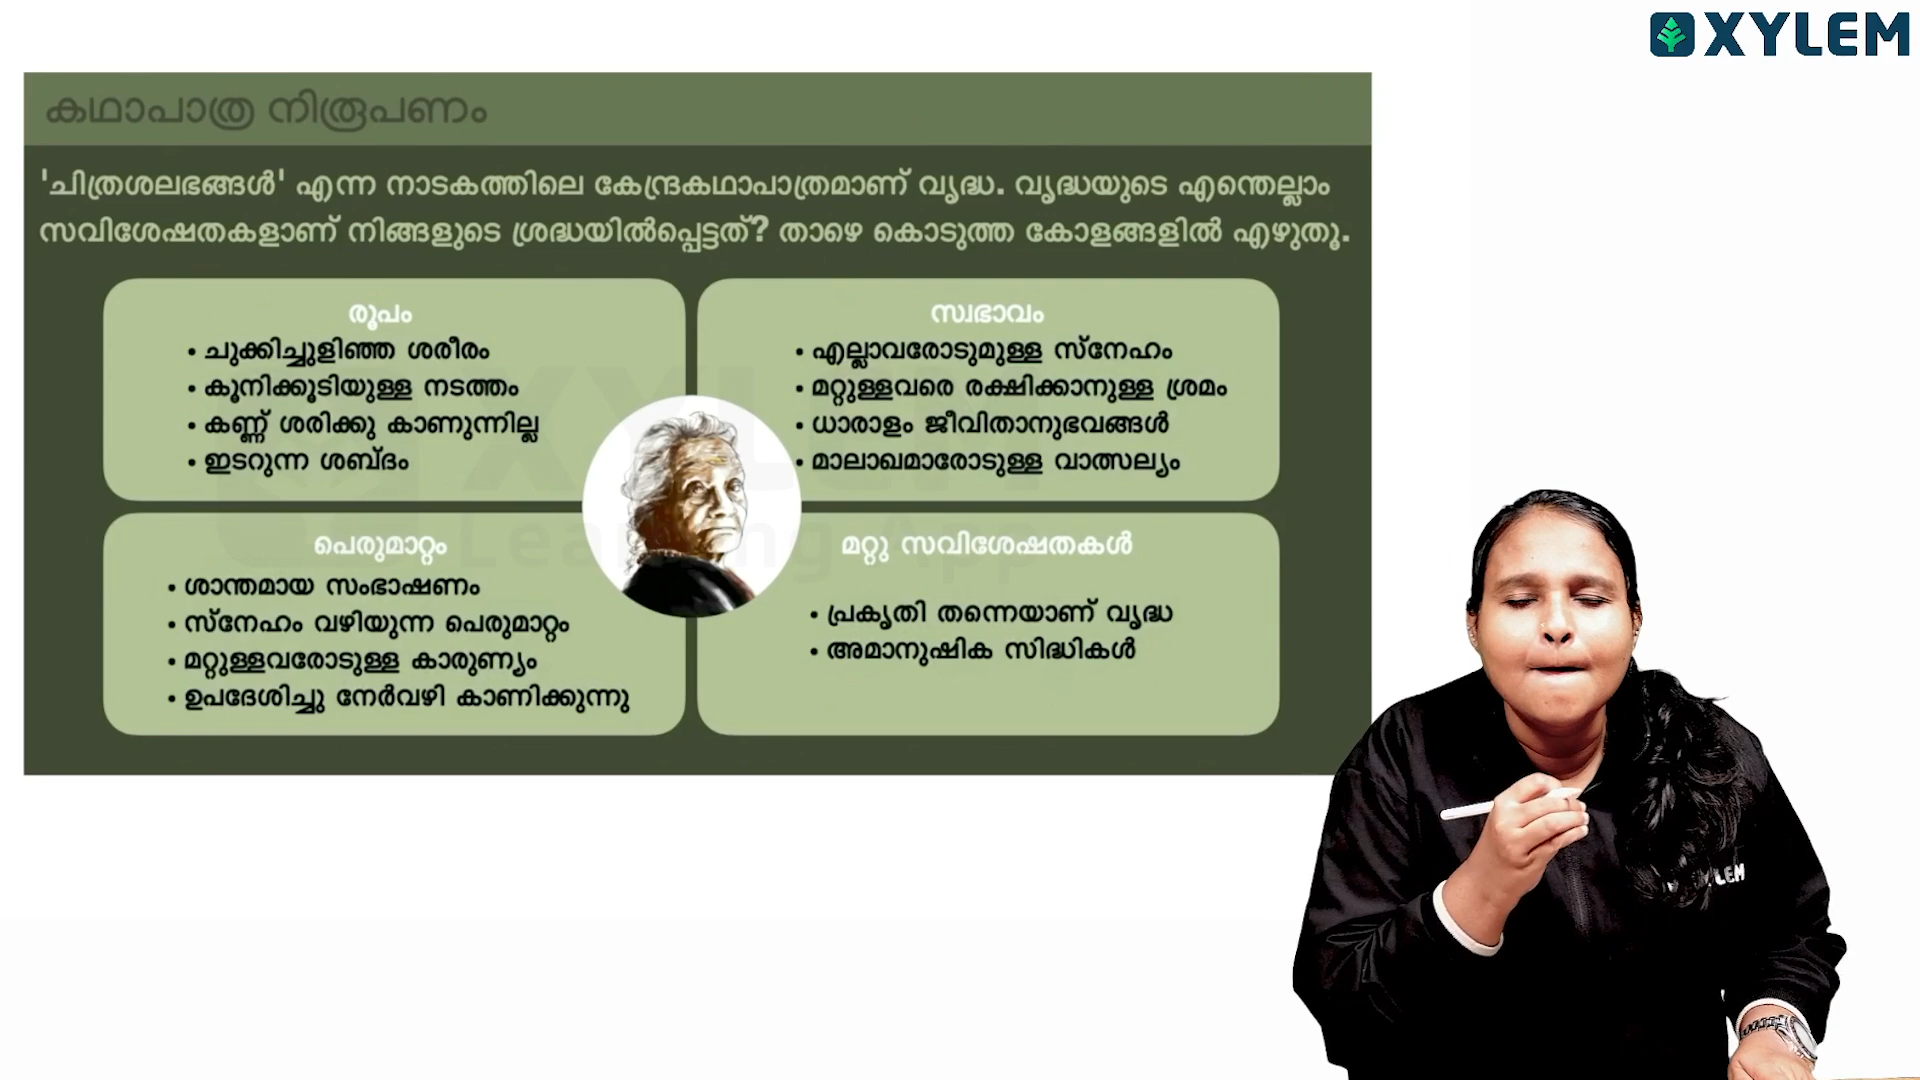 XYLEM
കഥാപാത്ര നിരൂപണം
'ചിത്രശലഭങ്ങൾ' എന്ന നാടകത്തിലെ കേന്ദ്രകഥാപാത്രമാണ് വൃദ്ധ. വൃദ്ധയുടെ എന്തെല്ലാം
സവിശേഷതകളാണ് നിങ്ങളുടെ ശ്രദ്ധയിൽപ്പെട്ടത്? താഴെ കൊടുത്ത കോളങ്ങളിൽ എഴുതൂ.
രൂപം
• ചുക്കിച്ചുളിഞ്ഞ ശരീരം
• കൂനിക്കൂടിയുള്ള നടത്തം
• കണ്ണ് ശരിക്കു കാണുന്നില്ല
• ഇടറുന്ന ശബ്ദം
സ്വഭാവം
• എല്ലാവരോടുമുള്ള സ്നേഹം
• മറ്റുള്ളവരെ രക്ഷിക്കാനുള്ള ശ്രമം
• ധാരാളം ജീവിതാനുഭവങ്ങൾ
• മാലാഖമാരോടുള്ള വാത്സല്യം
പെരുമാറ്റം
• ശാന്തമായ സംഭാഷണം
• സ്നേഹം വഴിയുന്ന പെരുമാറ്റം
• മറ്റുള്ളവരോടുള്ള കാരുണ്യം
• ഉപദേശിച്ചു നേർവഴി കാണിക്കുന്നു
മറ്റു സവിശേഷതകൾ
• പ്രകൃതി തന്നെയാണ് വൃദ്ധ
• അമാനുഷിക സിദ്ധികൾ
XYLEM
Learning App